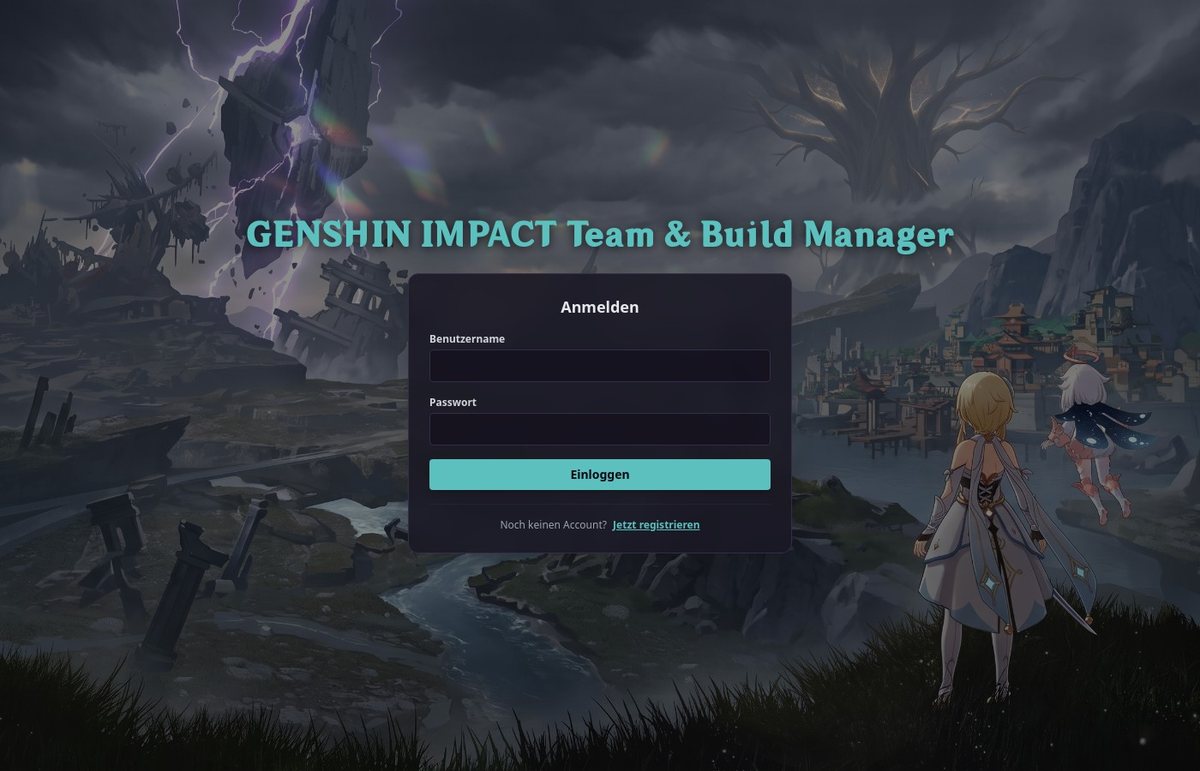 GENSHIN IMPACT Team & Build Manager
Anmelden
Benutzername
Passwort
Einloggen
Noch keinen Account? Jetzt registrieren